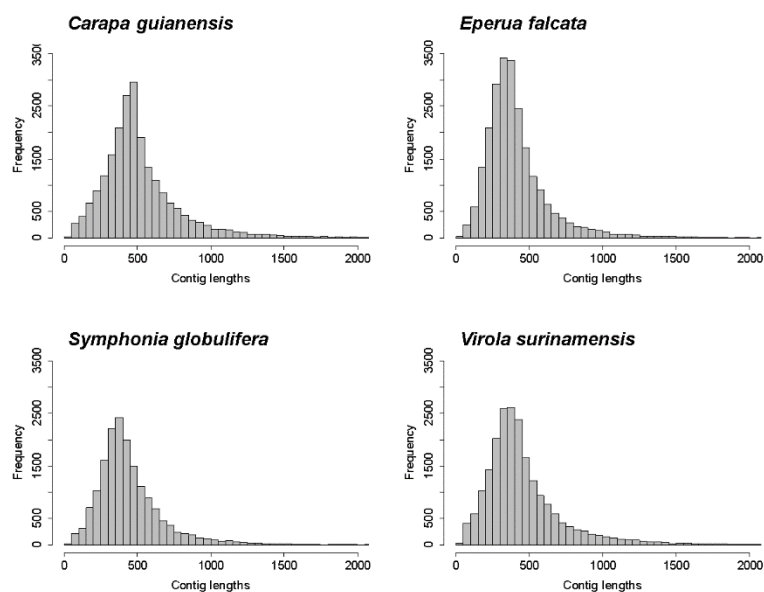 Carapa guianensis
Eperua falcata
3500
2500
1500
500
0
Frequency
0 500 1000 1500 2000
Contig lengths
3500
2500
1500
500
0
Frequency
0 500 1000 1500 2000
Contig lengths
Symphonia globulifera
Virola surinamensis
3500
2500
1500
500
0
Frequency
0 500 1000 1500 2000
Contig lengths
3500
2500
1500
500
0
Frequency
0 500 1000 1500 2000
Contig lengths